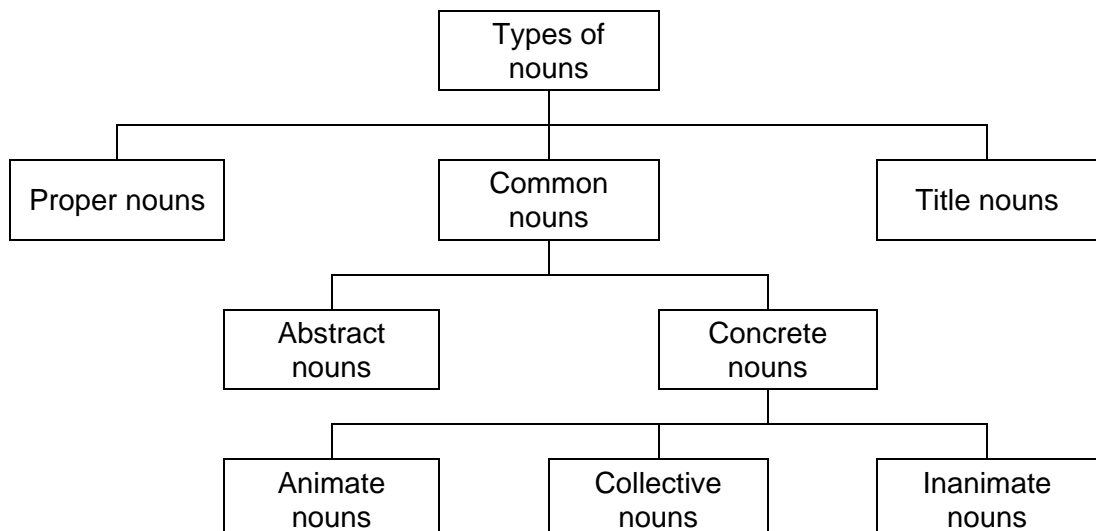 Types of
nouns
Proper nouns
Common
nouns
Title nouns
Abstract
nouns
Concrete
nouns
Animate
nouns
Collective
nouns
Inanimate
nouns